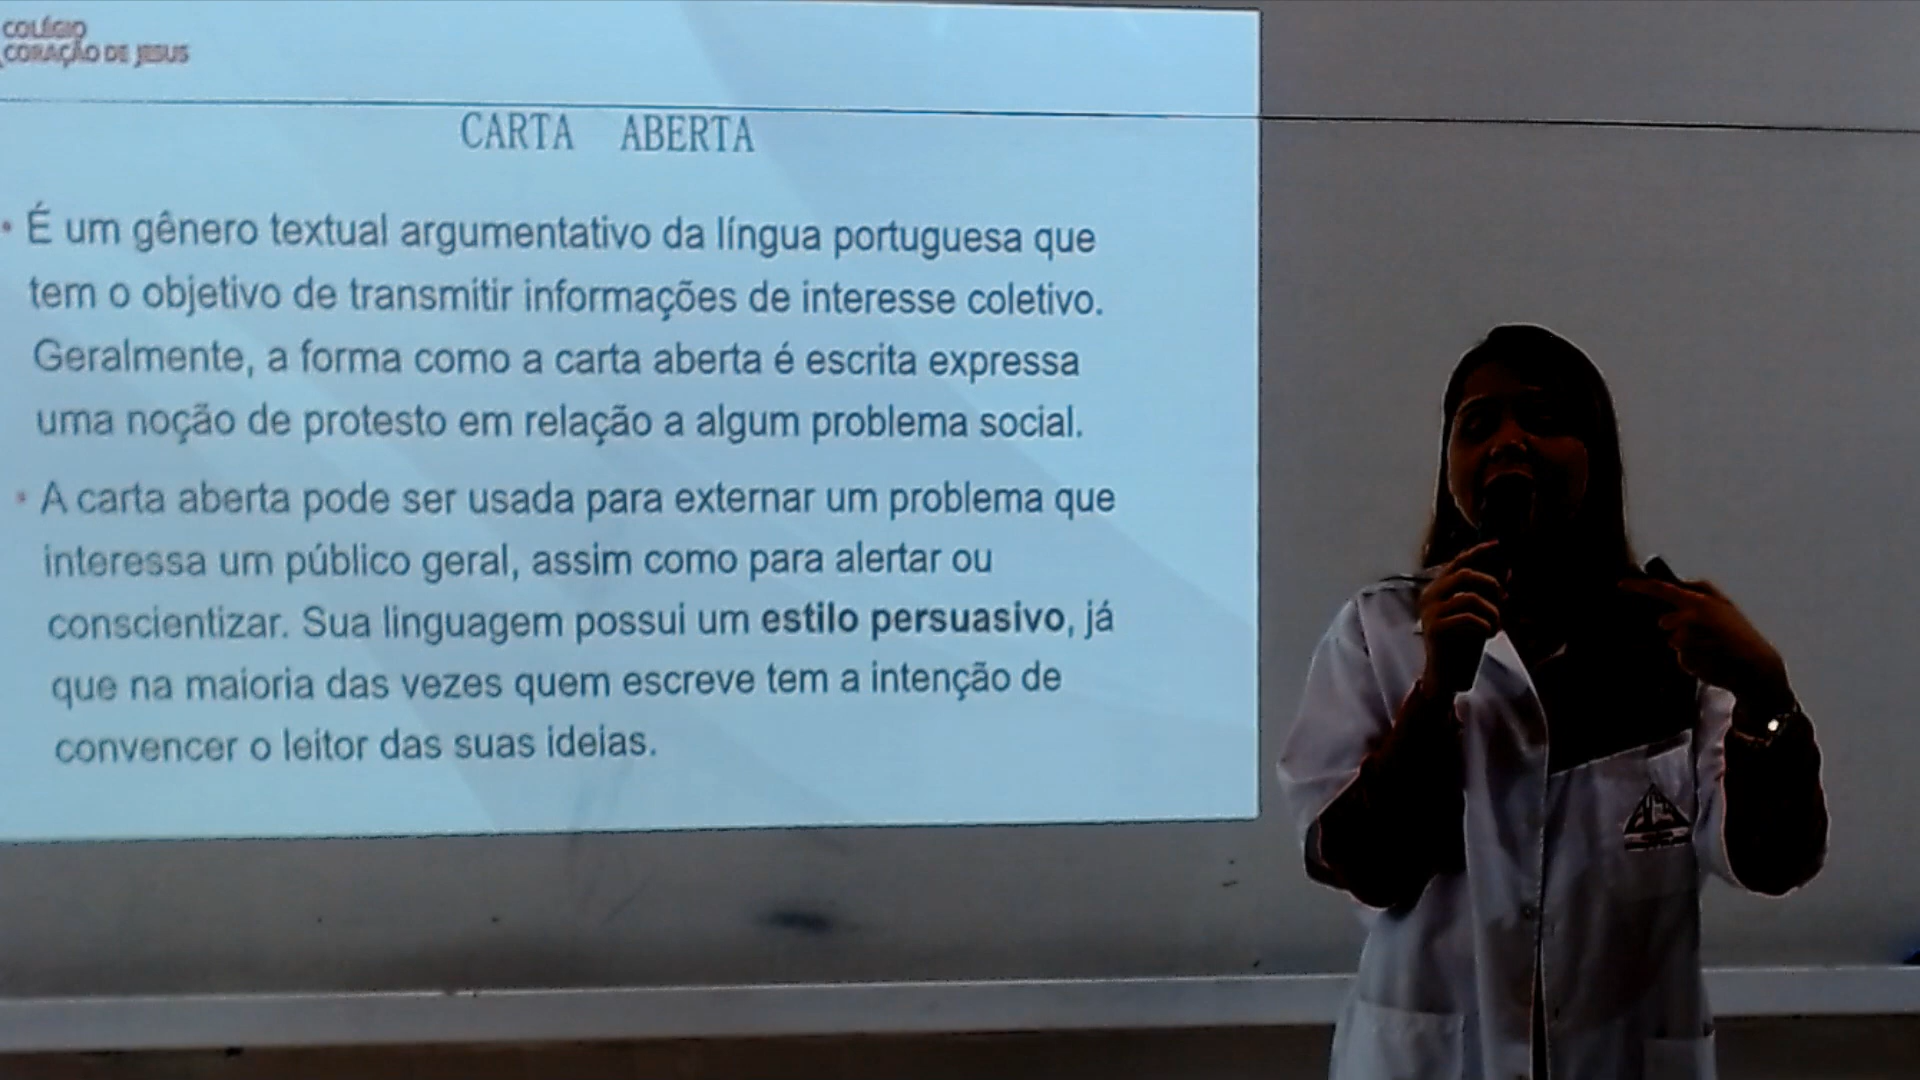 COLÉGIO
CORAÇÃO DE JESUS
CARTA ABERTA
• É um gênero textual argumentativo da língua portuguesa que
tem o objetivo de transmitir informações de interesse coletivo.
Geralmente, a forma como a carta aberta é escrita expressa
uma noção de protesto em relação a algum problema social.
• A carta aberta pode ser usada para externar um problema que
interessa um público geral, assim como para alertar ou
conscientizar. Sua linguagem possui um estilo persuasivo, já
que na maioria das vezes quem escreve tem a intenção de
convencer o leitor das suas ideias.